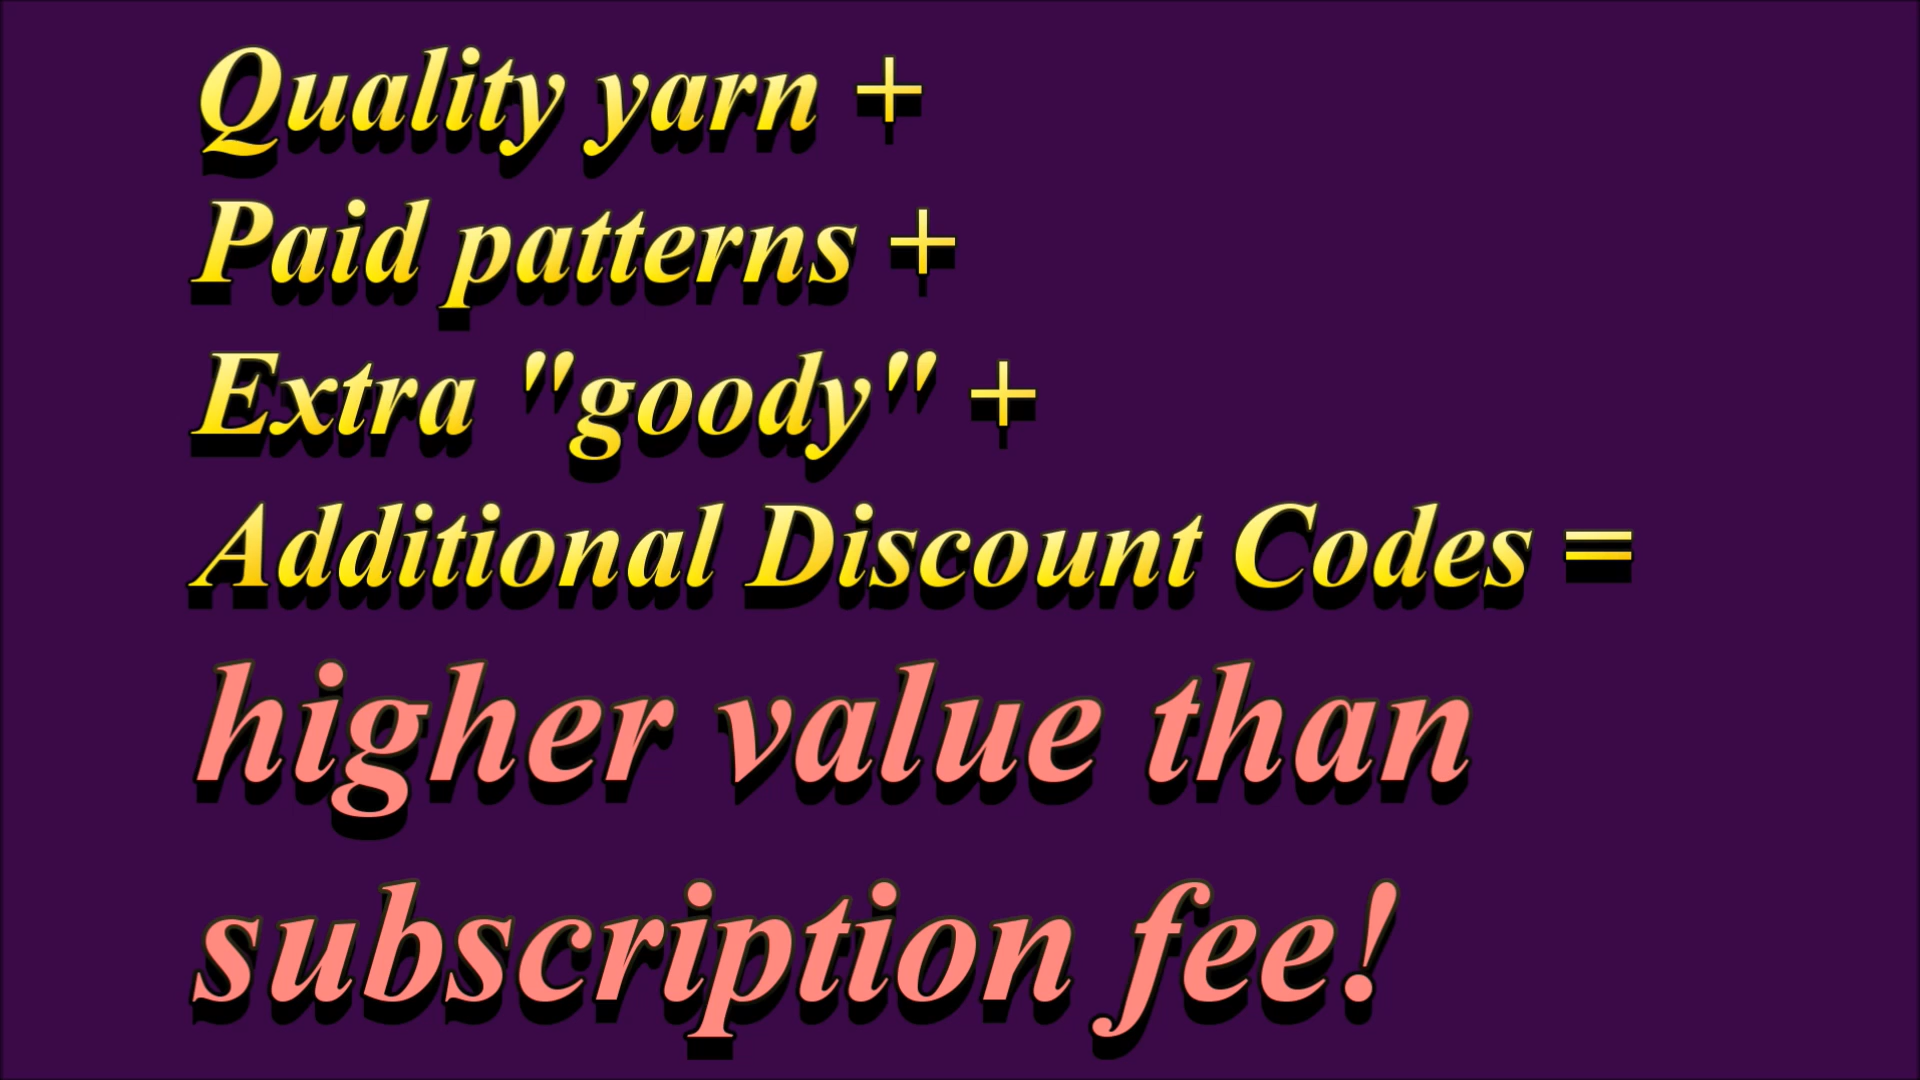 Quality yarn +
Paid patterns +
Extra "goody" +
Additional Discount Codes =
higher value than
subscription fee!